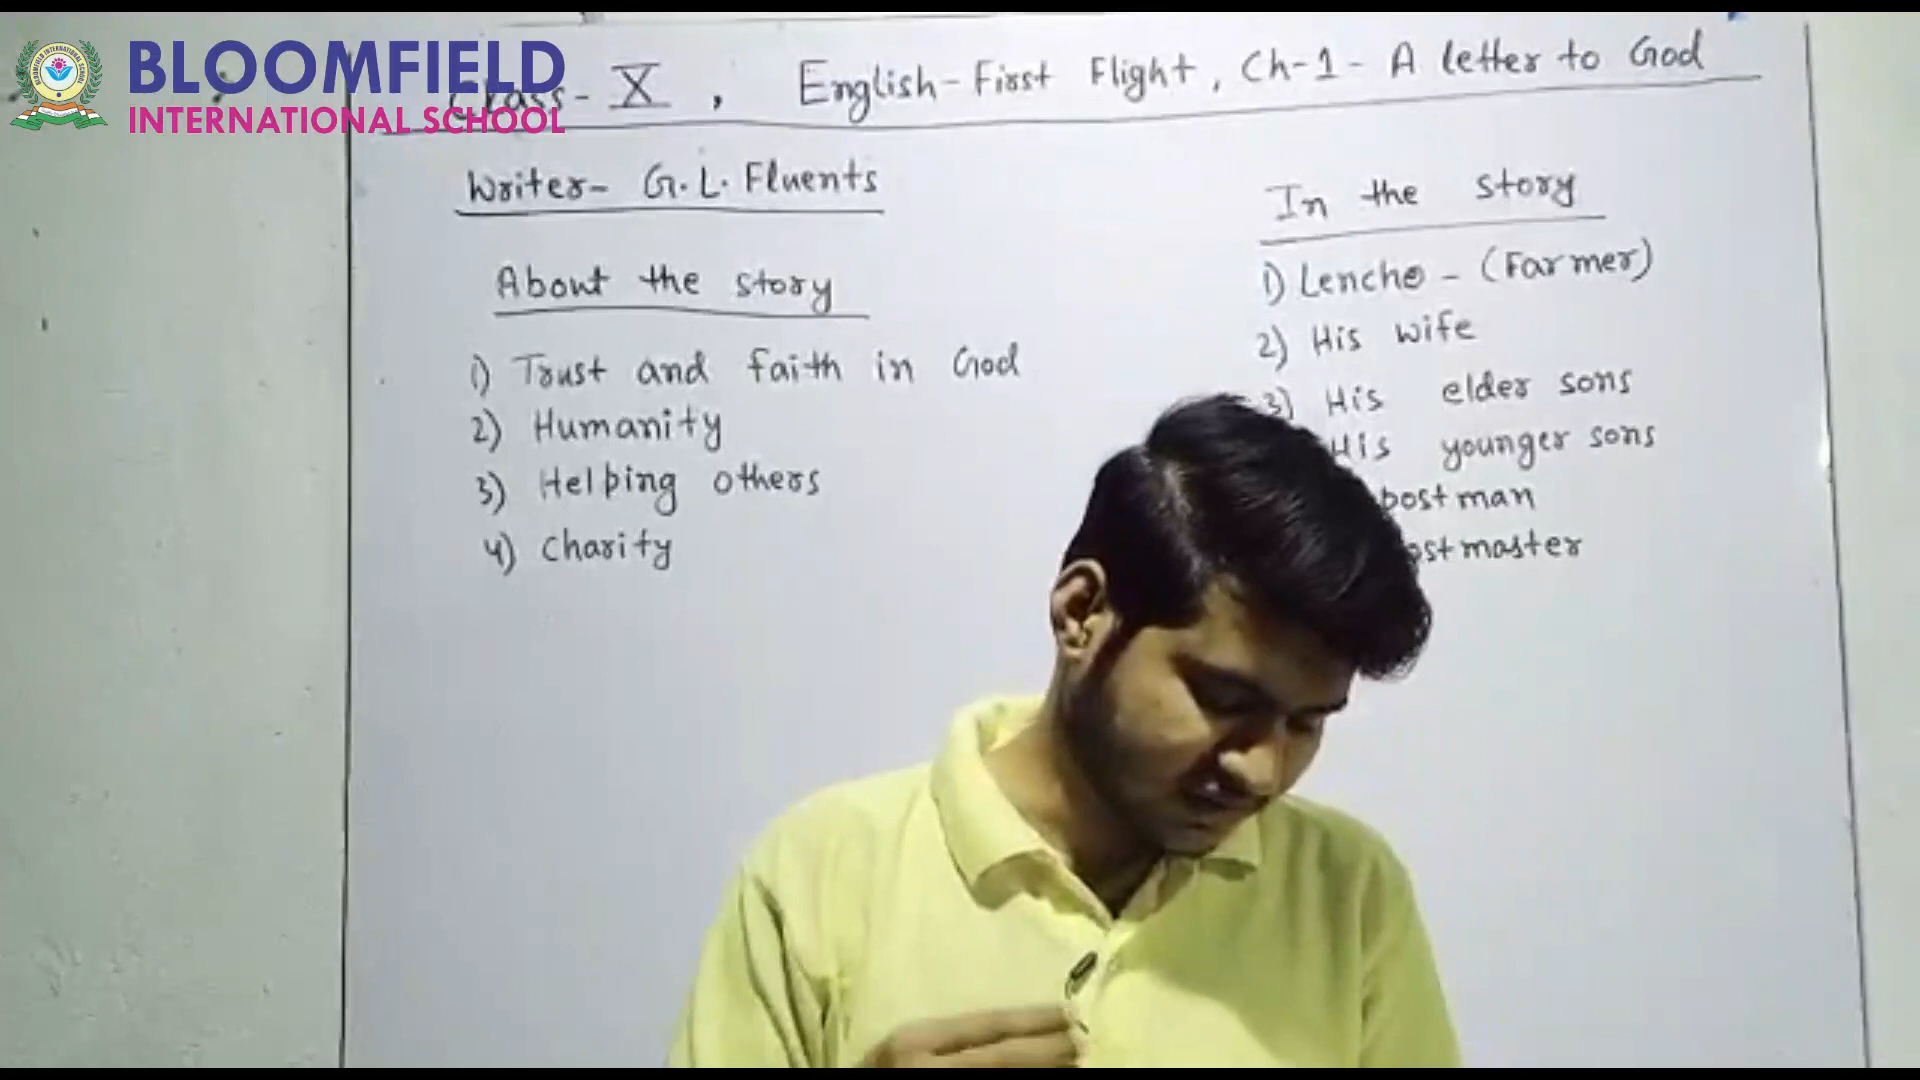 BLOOMFIELD
INTERNATIONAL SCHOOL
Class - X, English - First Flight, Ch-1 - A letter to God
Writer - G.L. Fluents
About the story
1) Trust and faith in God
2) Humanity
3) Helping others
4) Charity
In the story
1) Lencho - (Farmer)
2) His wife
3) His elder sons
His younger sons
postman
ostmaster